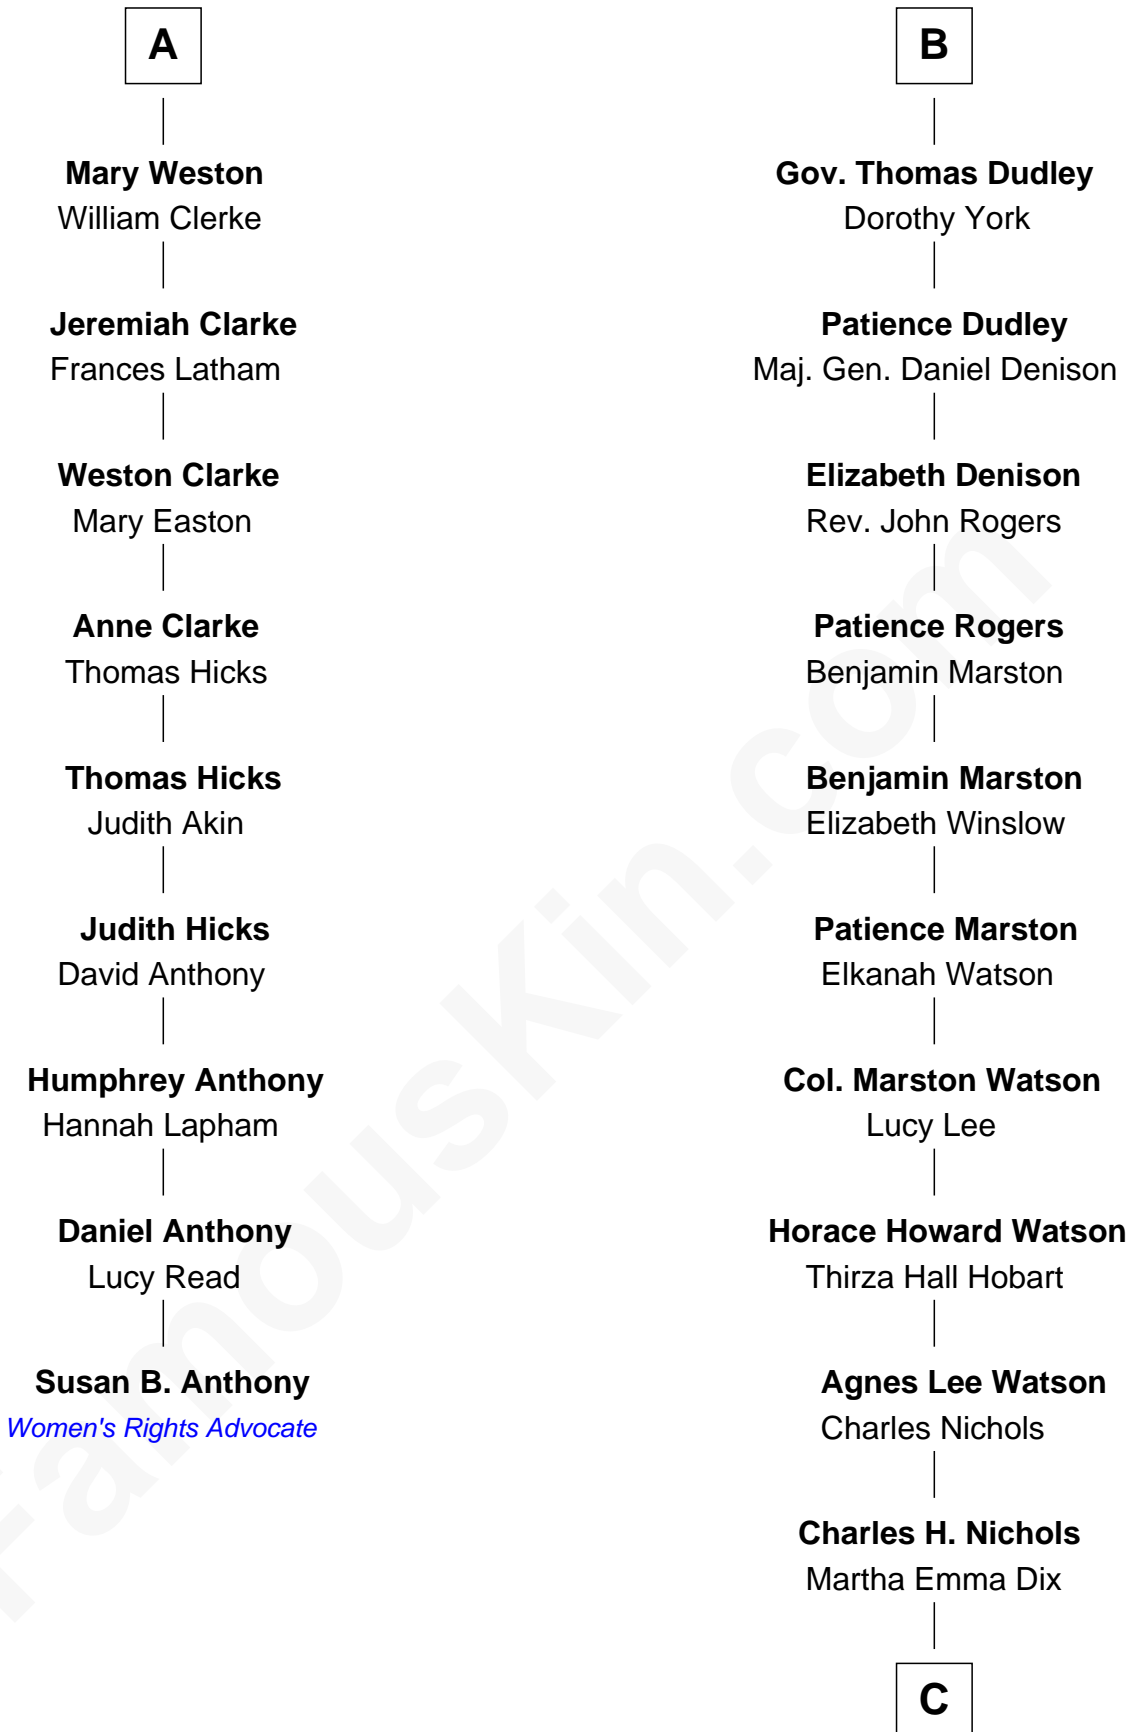 A
Mary Weston
William Clerke
Jeremiah Clarke
Frances Latham
Weston Clarke
Mary Easton
Anne Clarke
Thomas Hicks
Thomas Hicks
Judith Akin
Judith Hicks
David Anthony
Humphrey Anthony
Hannah Lapham
Daniel Anthony
Lucy Read
Susan B. Anthony
Women's Rights Advocate
B
Gov. Thomas Dudley
Dorothy York
Patience Dudley
Maj. Gen. Daniel Denison
Elizabeth Denison
Rev. John Rogers
Patience Rogers
Benjamin Marston
Benjamin Marston
Elizabeth Winslow
Patience Marston
Elkanah Watson
Col. Marston Watson
Lucy Lee
Horace Howard Watson
Thirza Hall Hobart
Agnes Lee Watson
Charles Nichols
Charles H. Nichols
Martha Emma Dix
C
FamousKin.com